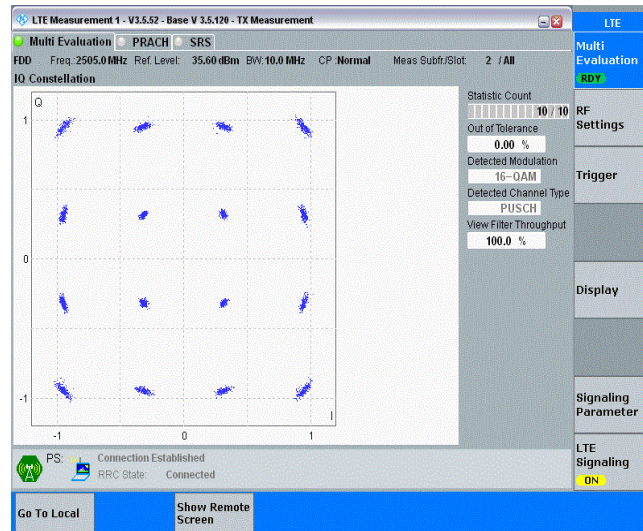 LTE Measurement 1 - V3.5.52 - Base V 3.5.120 - TX Measurement
LTE
Multi Evaluation PRACH SRS
FDD Freq.:2505.0 MHz Ref. Level: 35.60 dBm BW:10.0 MHz CP :Normal Meas Subfr./Slot: 2 / All
IQ Constellation
Q
1
0
-1
I
-1 0 1
Statistic Count
10 / 10
Out of Tolerance
0.00 %
Detected Modulation
16-QAM
Detected Channel Type
PUSCH
View Filter Throughput
100.0 %
Multi
Evaluation
RDY
RF
Settings
Trigger
Display
Signaling
Parameter
LTE
Signaling
ON
PS: Connection Established
RRC State: Connected
Go To Local
Show Remote
Screen